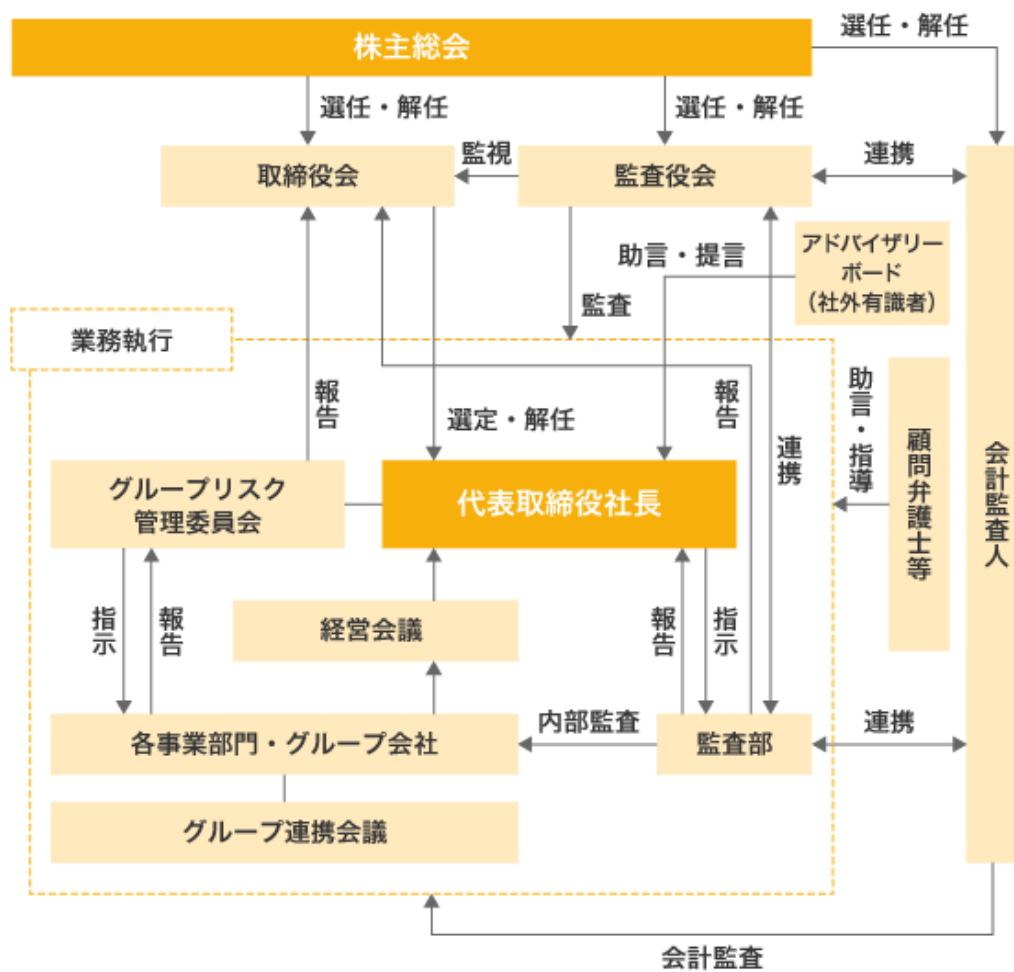 株主総会
選任・解任
選任・解任
選任・解任
取締役会
監視
監査役会
連携
アドバイザリー
ボード
（社外有識者）
助言・提言
監査
業務執行
報告
選定・解任
報告
連携
助言・指導
顧問弁護士等
会計監査人
グループリスク
管理委員会
代表取締役社長
指示
報告
経営会議
報告
指示
各事業部門・グループ会社
内部監査
監査部
連携
グループ連携会議
会計監査